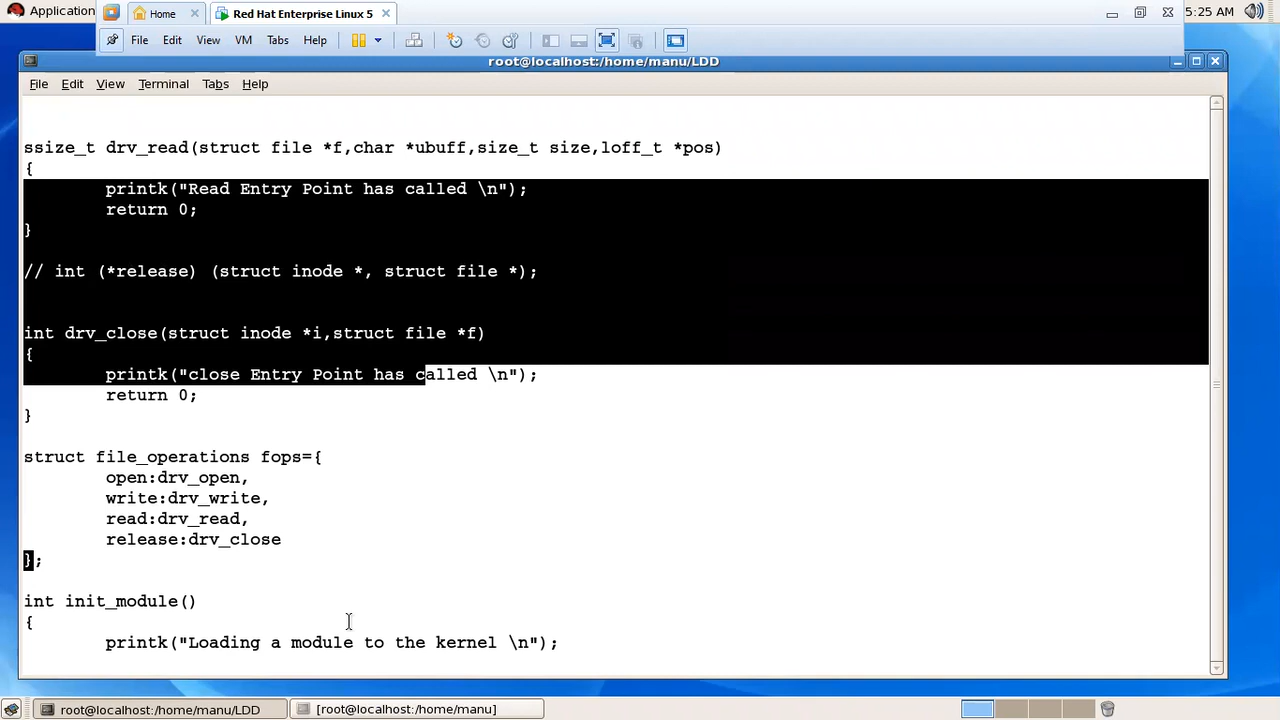 Application
Home
Red Hat Enterprise Linux 5
5:25 AM
File Edit View VM Tabs Help
root@localhost:/home/manu/LDD
File Edit View Terminal Tabs Help
ssize_t drv_read(struct file *f,char *ubuff,size_t size,loff_t *pos)
{
printk("Read Entry Point has called \n");
return 0;
}
// int (*release) (struct inode *, struct file *);
int drv_close(struct inode *i,struct file *f)
{
printk("close Entry Point has called \n");
return 0;
}
struct file_operations fops={
open:drv_open,
write:drv_write,
read:drv_read,
release:drv_close
};
int init_module()
{
printk("Loading a module to the kernel \n");
root@localhost:/home/manu/LDD
[root@localhost:/home/manu]